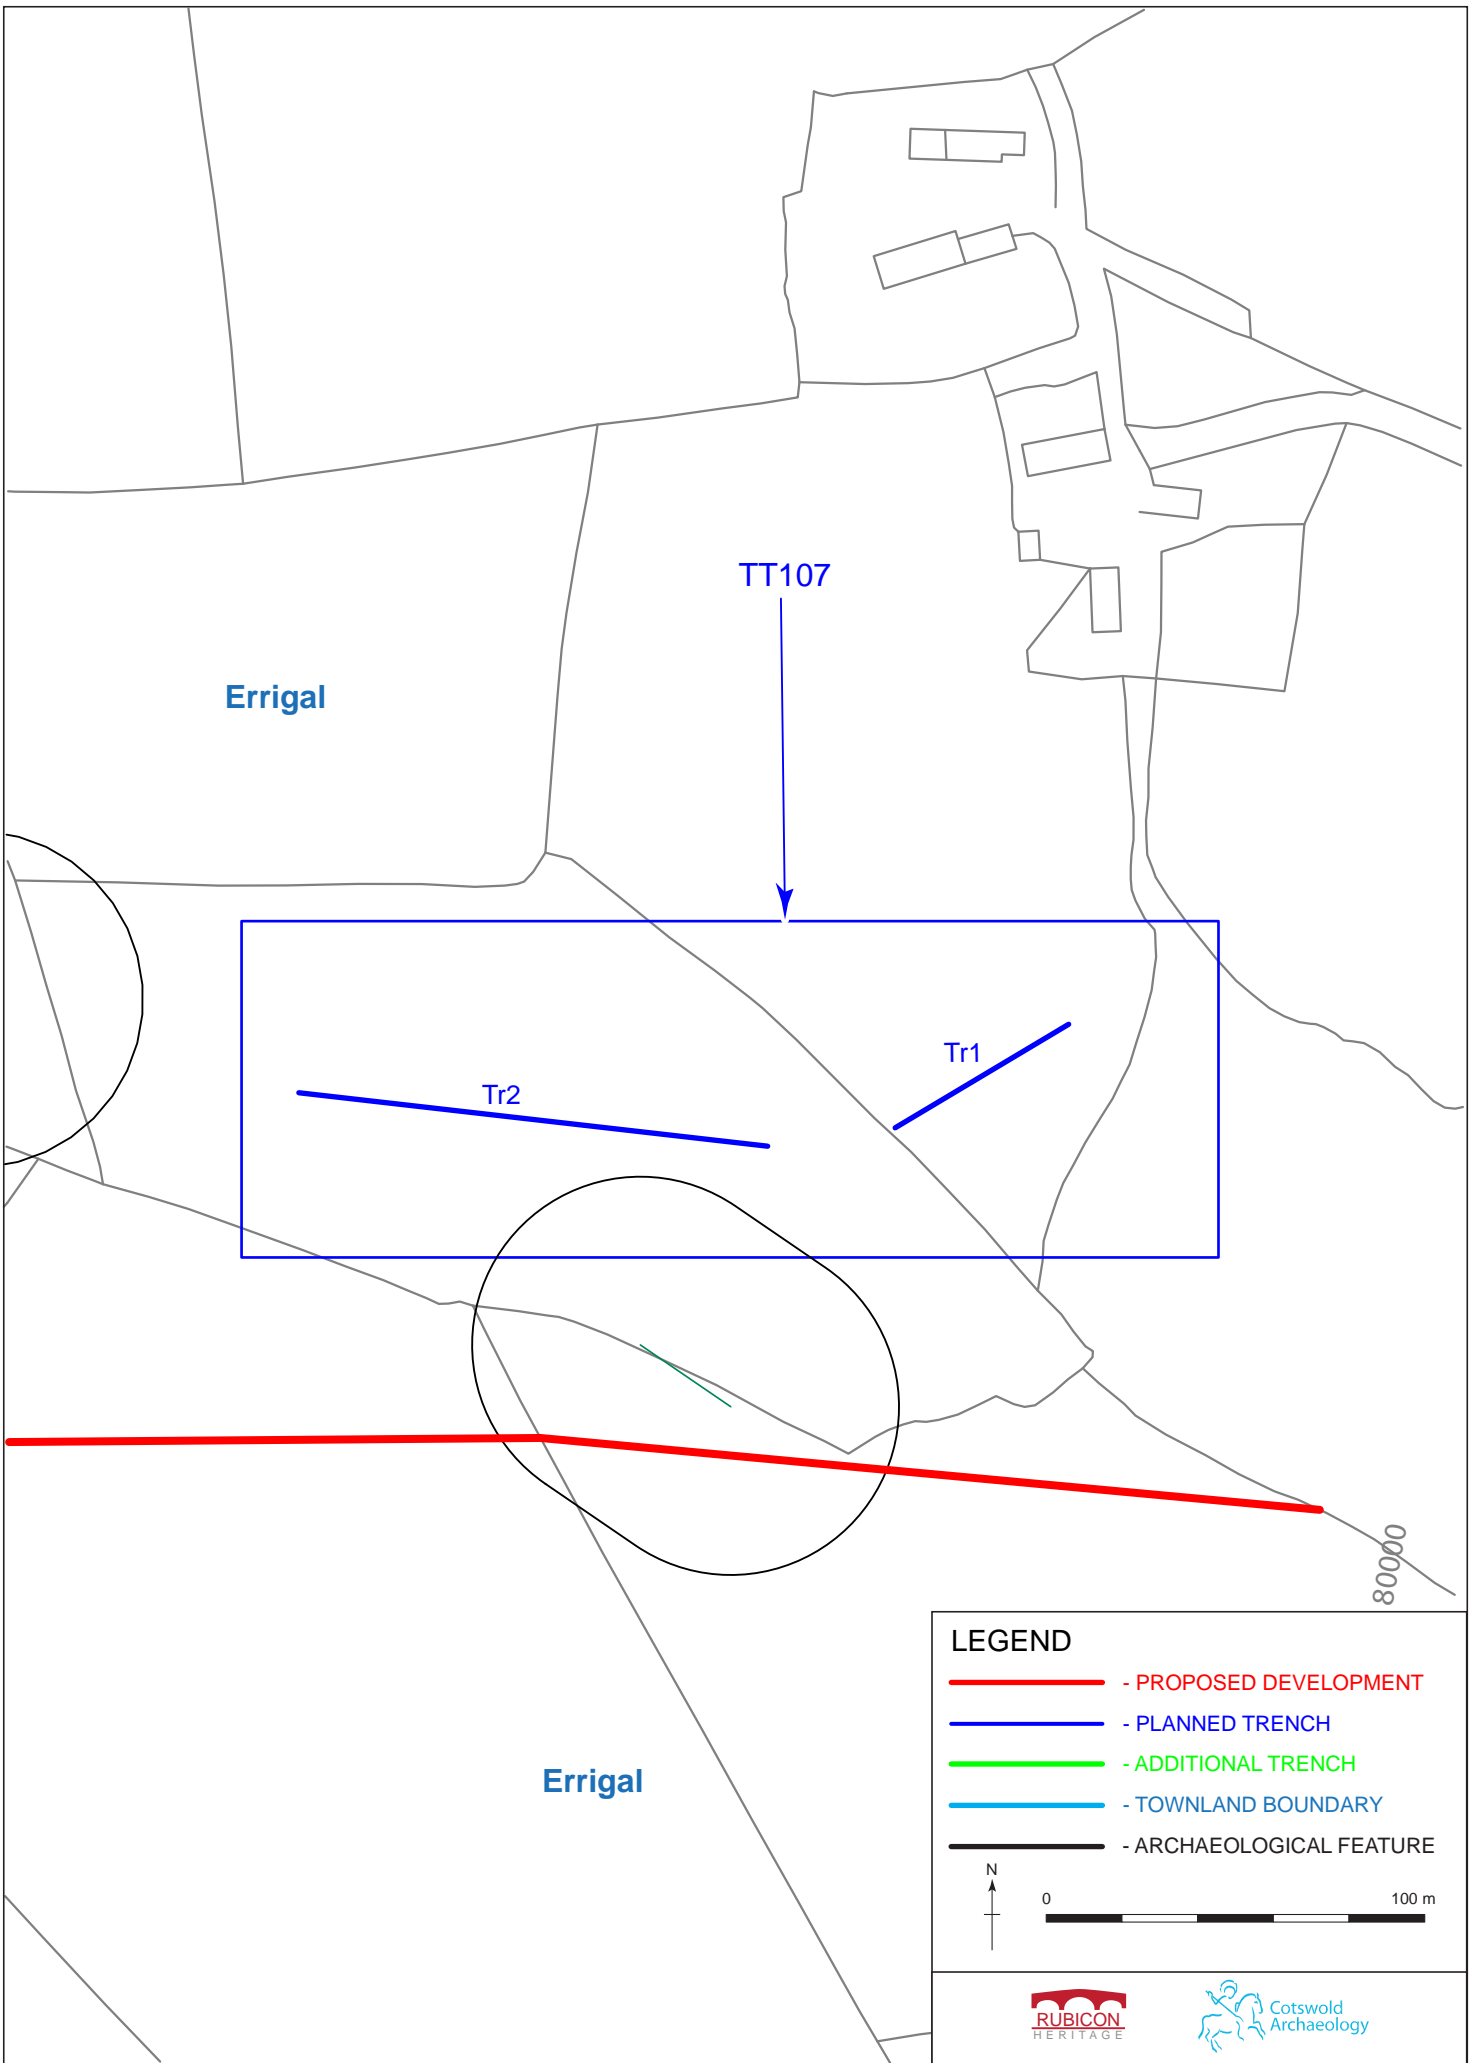 TT107
Errigal
Tr1
Tr2
80000
Errigal
LEGEND
- PROPOSED DEVELOPMENT
- PLANNED TRENCH
- ADDITIONAL TRENCH
- TOWNLAND BOUNDARY
- ARCHAEOLOGICAL FEATURE
N
0 100 m
RUBICON
HERITAGE
Cotswold
Archaeology